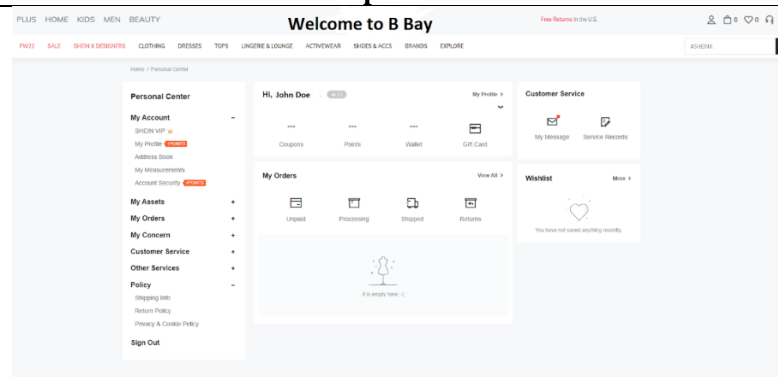 PLUS HOME KIDS MEN BEAUTY
Welcome to B Bay
Free Returns In the U.S.
0
0
FW22 SALE SHEIN X DESIGNERS CLOTHING DRESSES TOPS LINGERIE & LOUNGE ACTIVEWEAR SHOES & ACCS BRANDS EXPLORE
#SHEINX
Home / Personal Center
Personal Center
My Account -
SHEIN VIP
My Profile +POINTS
Address Book
My Measurements
Account Security +POINTS
My Assets +
My Orders +
My Concern +
Customer Service +
Other Services +
Policy -
Shipping Info
Return Policy
Privacy & Cookie Policy
Sign Out
Hi, John Doe
My Profile >
Coupons Points Wallet Gift Card
My Orders
View All >
Unpaid Processing Shipped Returns
It is empty here :-(
Customer Service
My Message Service Records
Wishlist More >
You have not saved anything recently.